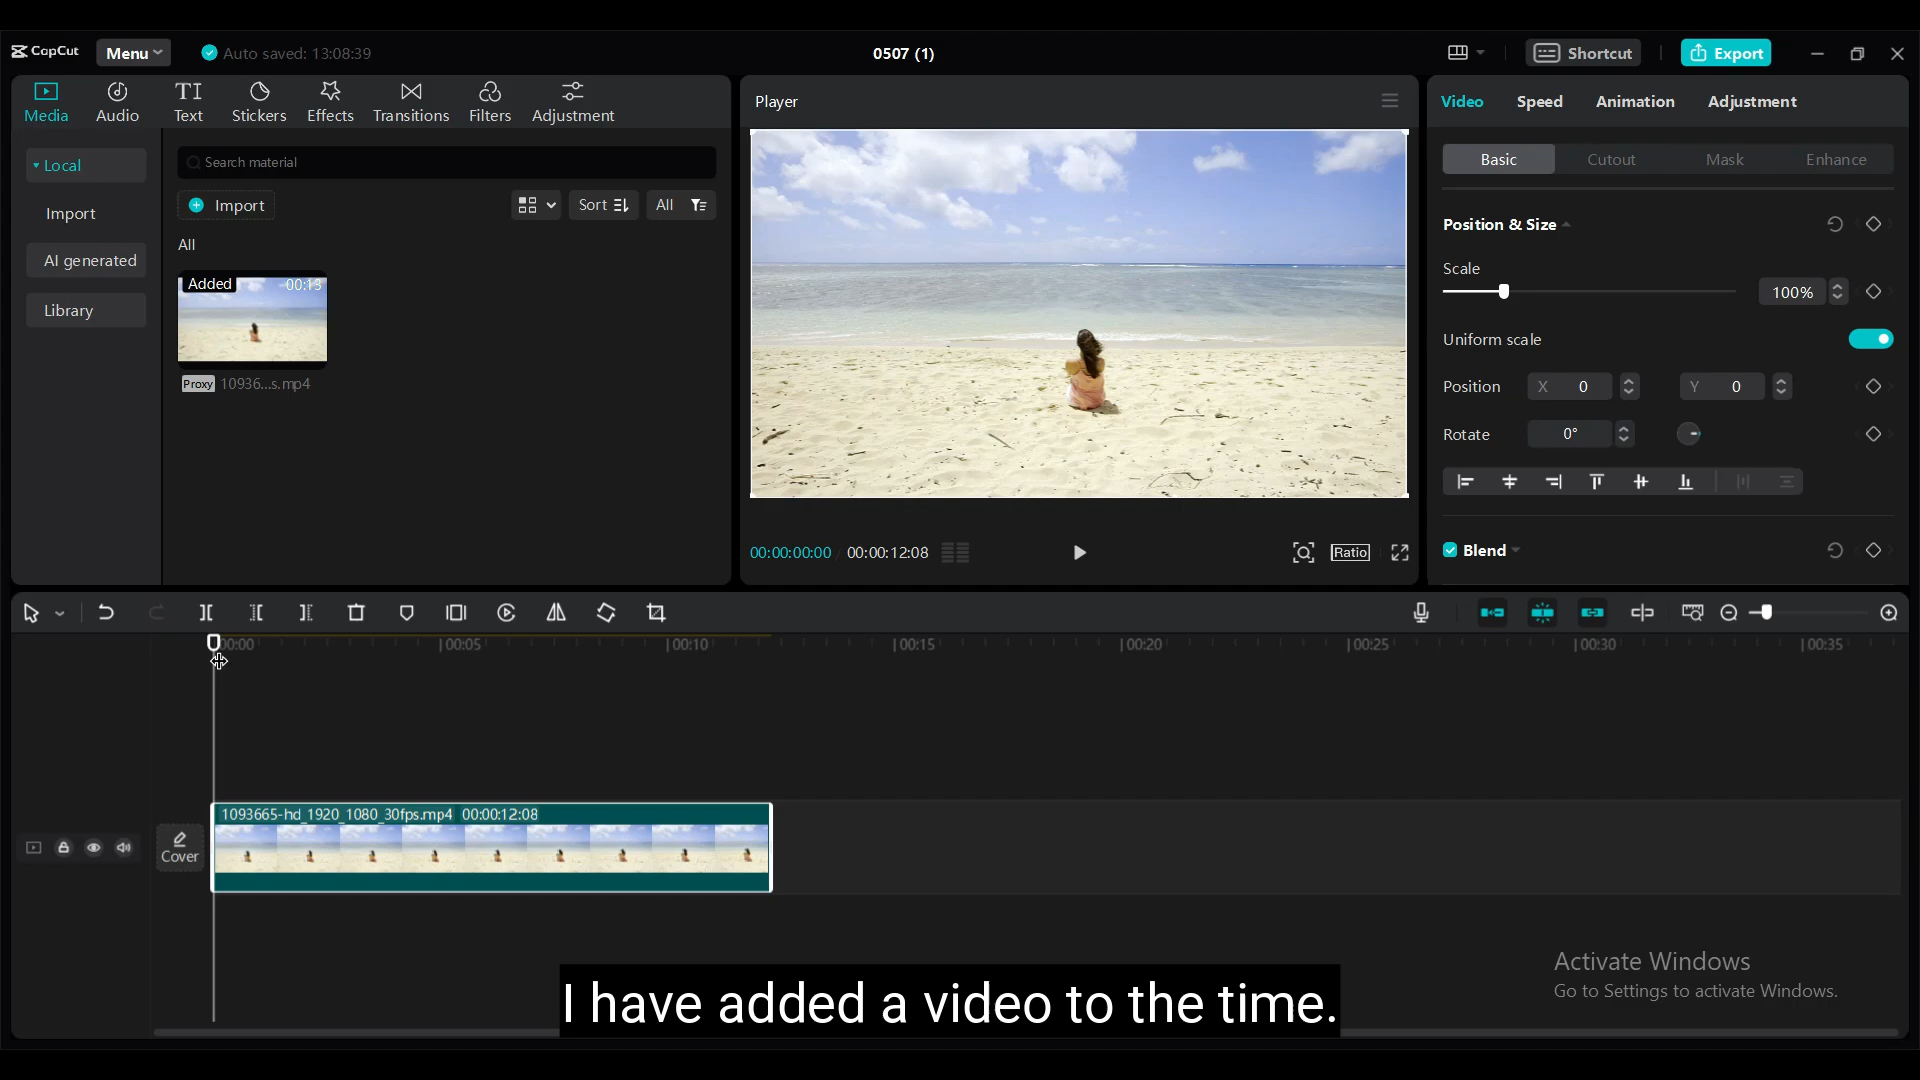 CapCut
Menu
Auto saved: 13:08:39
0507 (1)
Shortcut
Export
Media
Audio
Text
Stickers
Effects
Transitions
Filters
Adjustment
Local
Import
AI generated
Library
Search material
Import
Sort
All
All
Added
00:13
Proxy
10936...s.mp4
Player
00:00:00:00
00:00:12:08
Ratio
Video
Speed
Animation
Adjustment
Basic
Cutout
Mask
Enhance
Position & Size
Scale
100%
Uniform scale
Position
X 0
Y 0
Rotate
0°
Blend
00:00
00:05
00:10
00:15
00:20
00:25
00:30
00:35
Cover
1093665-hd_1920_1080_30fps.mp4 00:00:12:08
Activate Windows
Go to Settings to activate Windows.
I have added a video to the time.